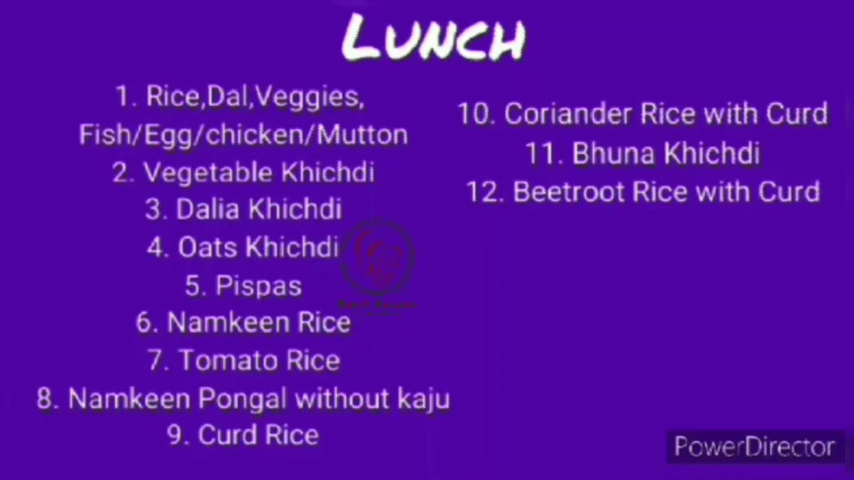 LUNCH
1. Rice,Dal,Veggies,
Fish/Egg/chicken/Mutton
2. Vegetable Khichdi
3. Dalia Khichdi
4. Oats Khichdi
5. Pispas
6. Namkeen Rice
7. Tomato Rice
8. Namkeen Pongal without kaju
9. Curd Rice
10. Coriander Rice with Curd
11. Bhuna Khichdi
12. Beetroot Rice with Curd
PowerDirector